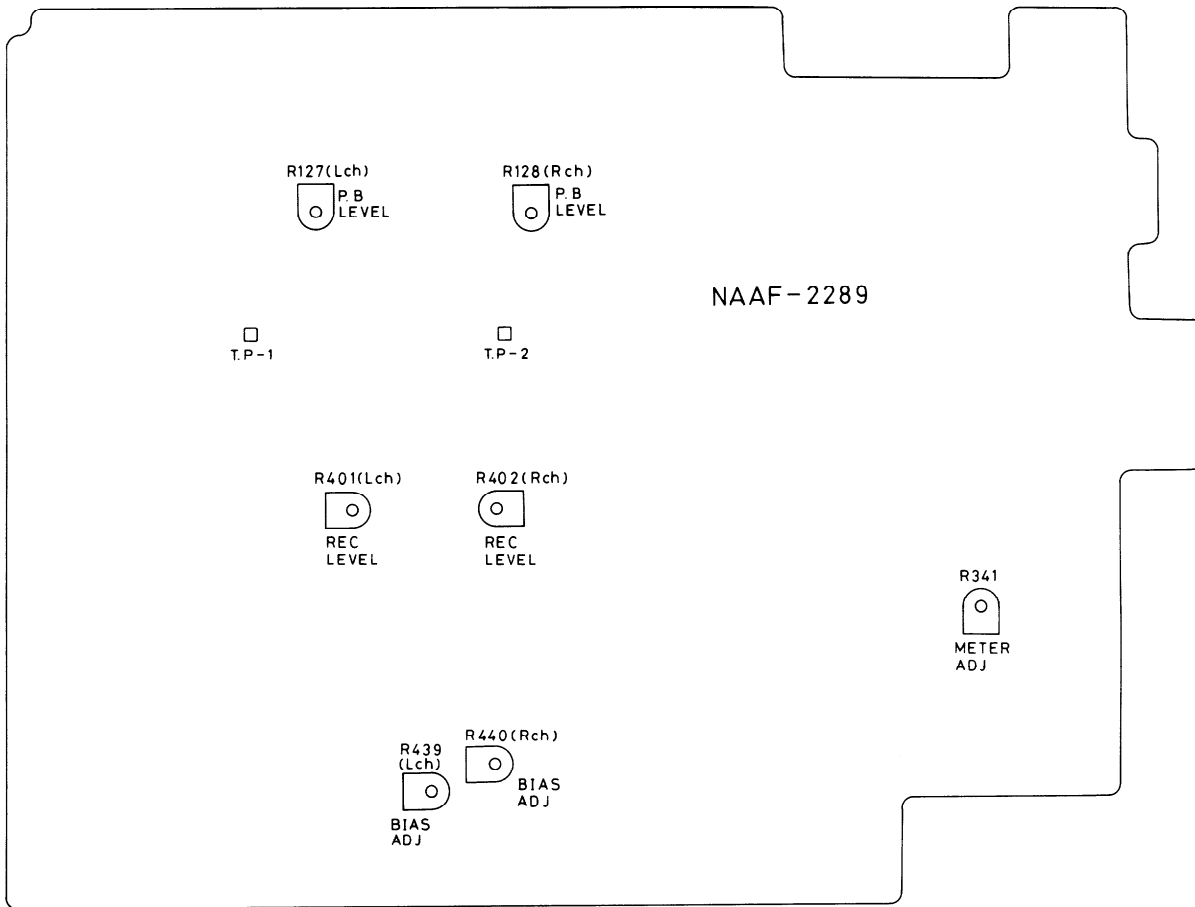 R127(Lch)
P.B
LEVEL
R128(Rch)
P.B
LEVEL
NAAF-2289
T.P-1
T.P-2
R401(Lch)
REC
LEVEL
R402(Rch)
REC
LEVEL
R341
METER
ADJ
R439
(Lch)
BIAS
ADJ
R440(Rch)
BIAS
ADJ